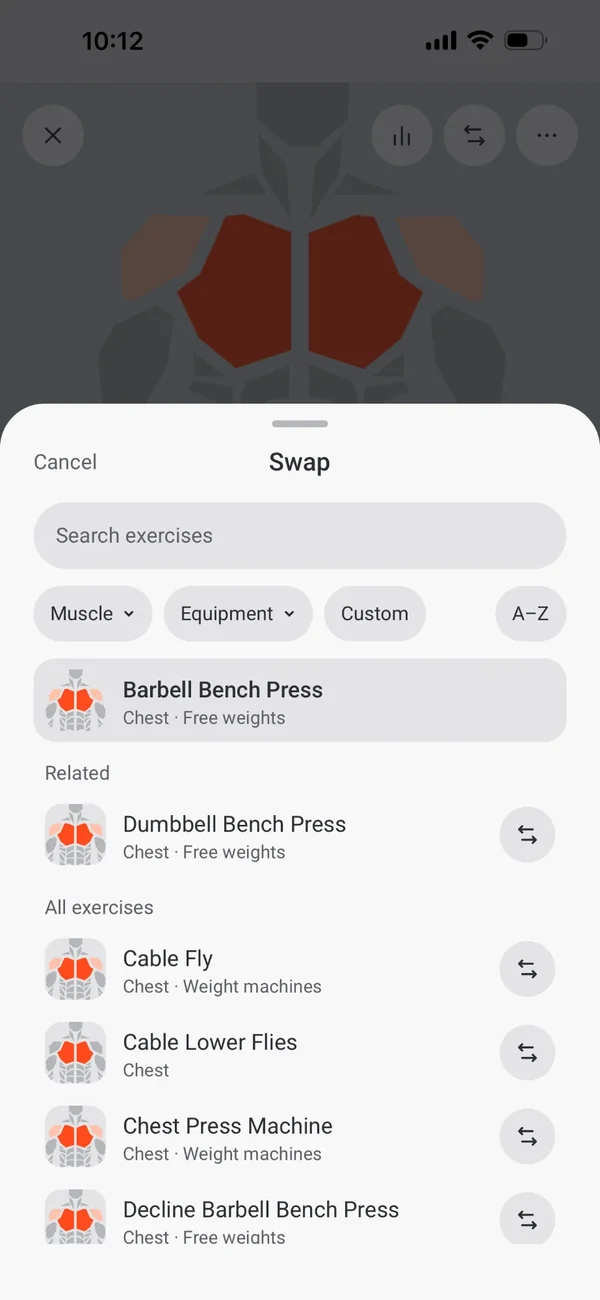 10:12
Cancel
Swap
Search exercises
Muscle
Equipment
Custom
A–Z
Barbell Bench Press
Chest · Free weights
Related
Dumbbell Bench Press
Chest · Free weights
All exercises
Cable Fly
Chest · Weight machines
Cable Lower Flies
Chest
Chest Press Machine
Chest · Weight machines
Decline Barbell Bench Press
Chest · Free weights